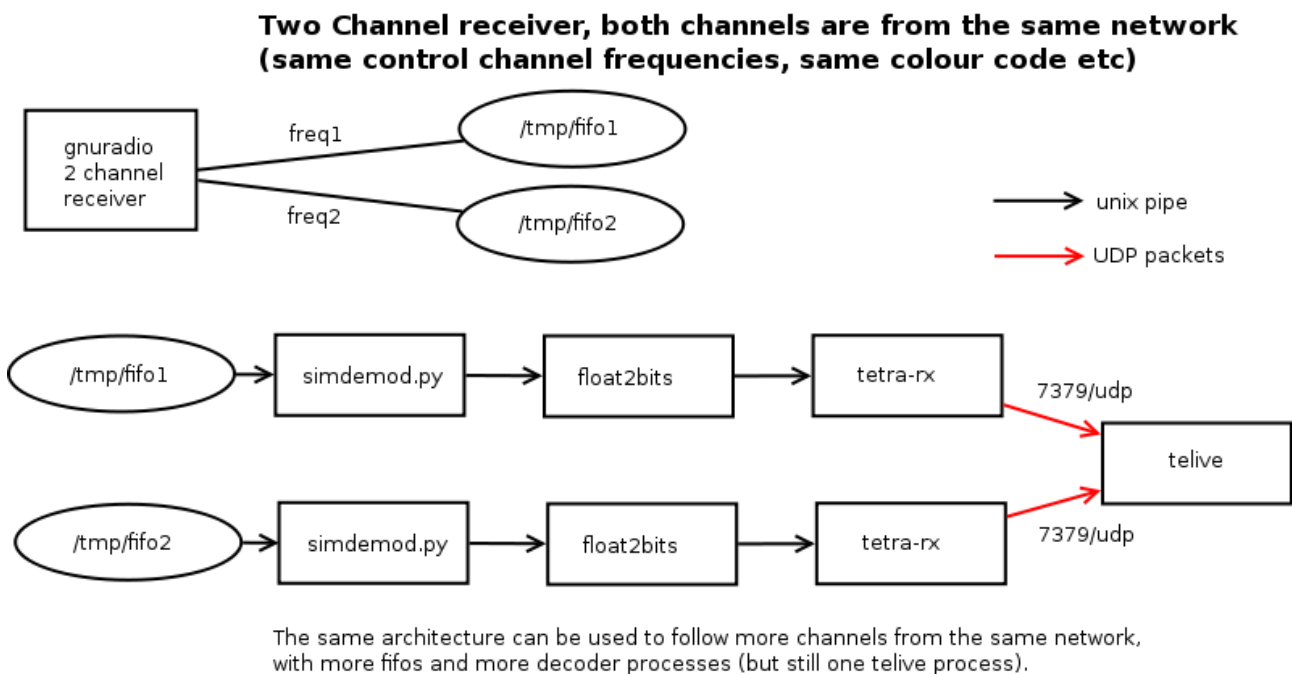 Two Channel receiver, both channels are from the same network
(same control channel frequencies, same colour code etc)
gnuradio
2 channel
receiver
freq1
freq2
/tmp/fifo1
/tmp/fifo2
unix pipe
UDP packets
/tmp/fifo1
simdemod.py
float2bits
tetra-rx
7379/udp
telive
/tmp/fifo2
simdemod.py
float2bits
tetra-rx
7379/udp
The same architecture can be used to follow more channels from the same network,
with more fifos and more decoder processes (but still one telive process).